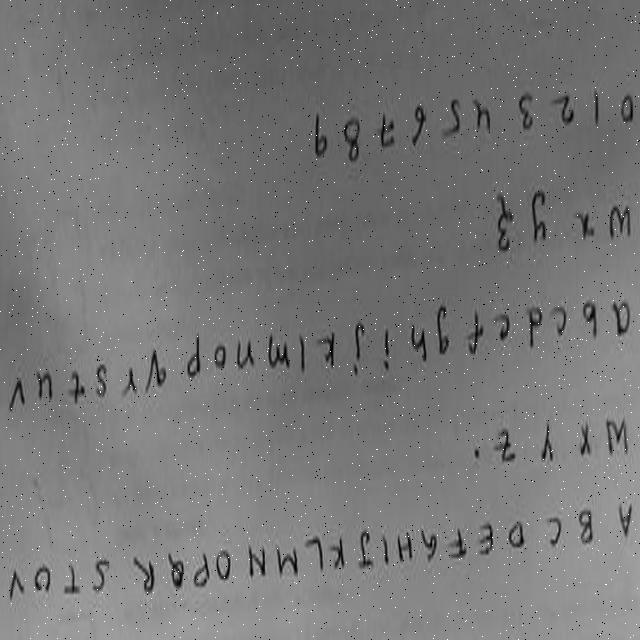 A B C D E F G H I J K L M N O P Q R S T U V
W X Y Z .
a b c d e f g h i j k l m n o p q r s t u v
w x y z
0 1 2 3 4 5 6 7 8 9